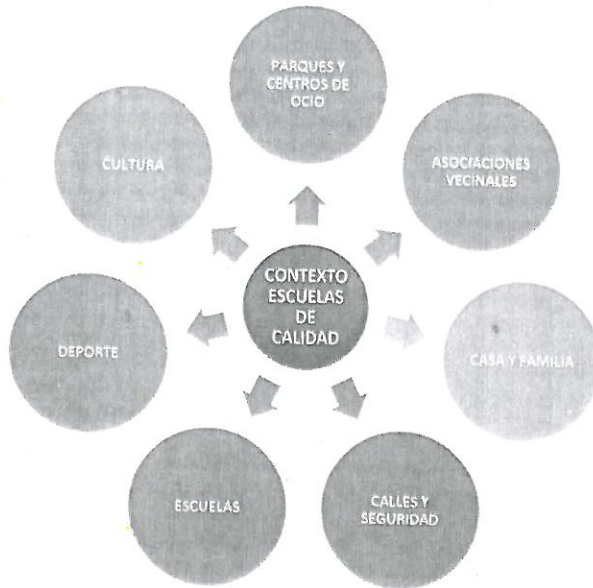 PARQUES Y
CENTROS DE
OCIO
CULTURA
ASOCIACIONES
VECINALES
CONTEXTO
ESCUELAS
DE
CALIDAD
DEPORTE
CASA Y FAMILIA
ESCUELAS
CALLES Y
SEGURIDAD